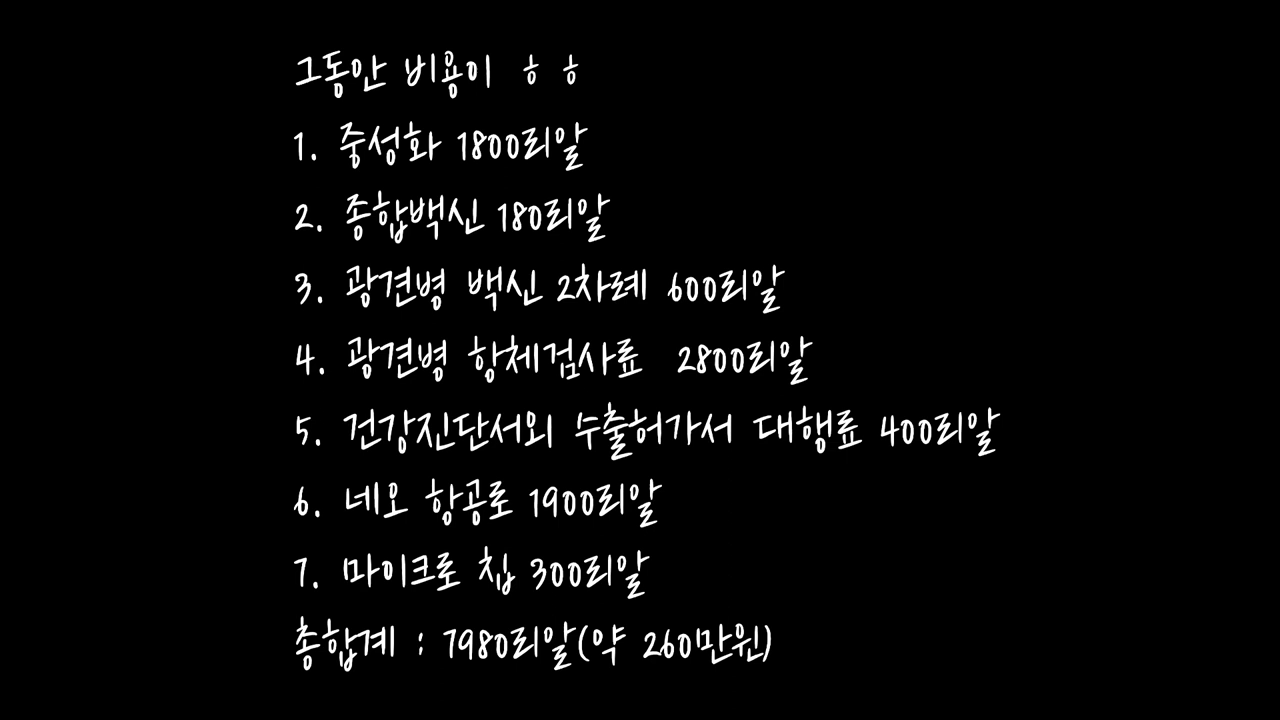 그동안 비용이 ㅎㅎ
1. 중성화 1800리알
2. 종합백신 180리알
3. 광견병 백신 2차례 600리알
4. 광견병 항체검사료 2800리알
5. 건강진단서외 수출허가서 대행료 400리알
6. 네오 항공로 1900리알
7. 마이크로 칩 300리알
총합계 : 7980리알(약 260만원)